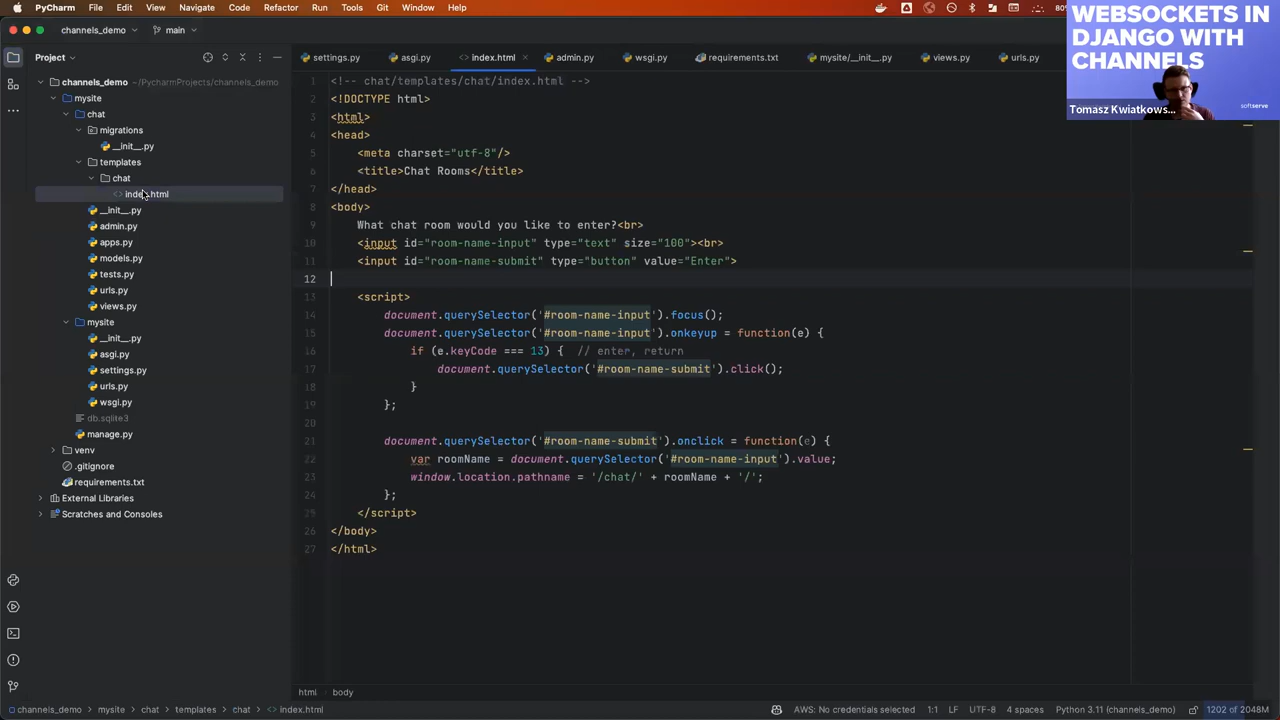 PyCharm File Edit View Navigate Code Refactor Run Tools Git Window Help
channels_demo main
WEBSOCKETS IN
DJANGO WITH
CHANNELS
Tomasz Kwiatkows...
softserve
Project
settings.py asgi.py index.html admin.py wsgi.py requirements.txt mysite/__init__.py views.py urls.py
channels_demo ~/PycharmProjects/channels_demo
mysite
chat
migrations
__init__.py
templates
chat
index.html
__init__.py
admin.py
apps.py
models.py
tests.py
urls.py
views.py
mysite
__init__.py
asgi.py
settings.py
urls.py
wsgi.py
db.sqlite3
manage.py
venv
.gitignore
requirements.txt
External Libraries
Scratches and Consoles
1 <!-- chat/templates/chat/index.html -->
2 <!DOCTYPE html>
3 <html>
4 <head>
5 <meta charset="utf-8"/>
6 <title>Chat Rooms</title>
7 </head>
8 <body>
9 What chat room would you like to enter?<br>
10 <input id="room-name-input" type="text" size="100"><br>
11 <input id="room-name-submit" type="button" value="Enter">
12
13 <script>
14 document.querySelector('#room-name-input').focus();
15 document.querySelector('#room-name-input').onkeyup = function(e) {
16 if (e.keyCode === 13) { // enter, return
17 document.querySelector('#room-name-submit').click();
18 }
19 };
20
21 document.querySelector('#room-name-submit').onclick = function(e) {
22 var roomName = document.querySelector('#room-name-input').value;
23 window.location.pathname = '/chat/' + roomName + '/';
24 };
25 </script>
26 </body>
27 </html>
html body
channels_demo mysite chat templates chat index.html
AWS: No credentials selected 1:1 LF UTF-8 4 spaces Python 3.11 (channels_demo) 1202 of 2048M